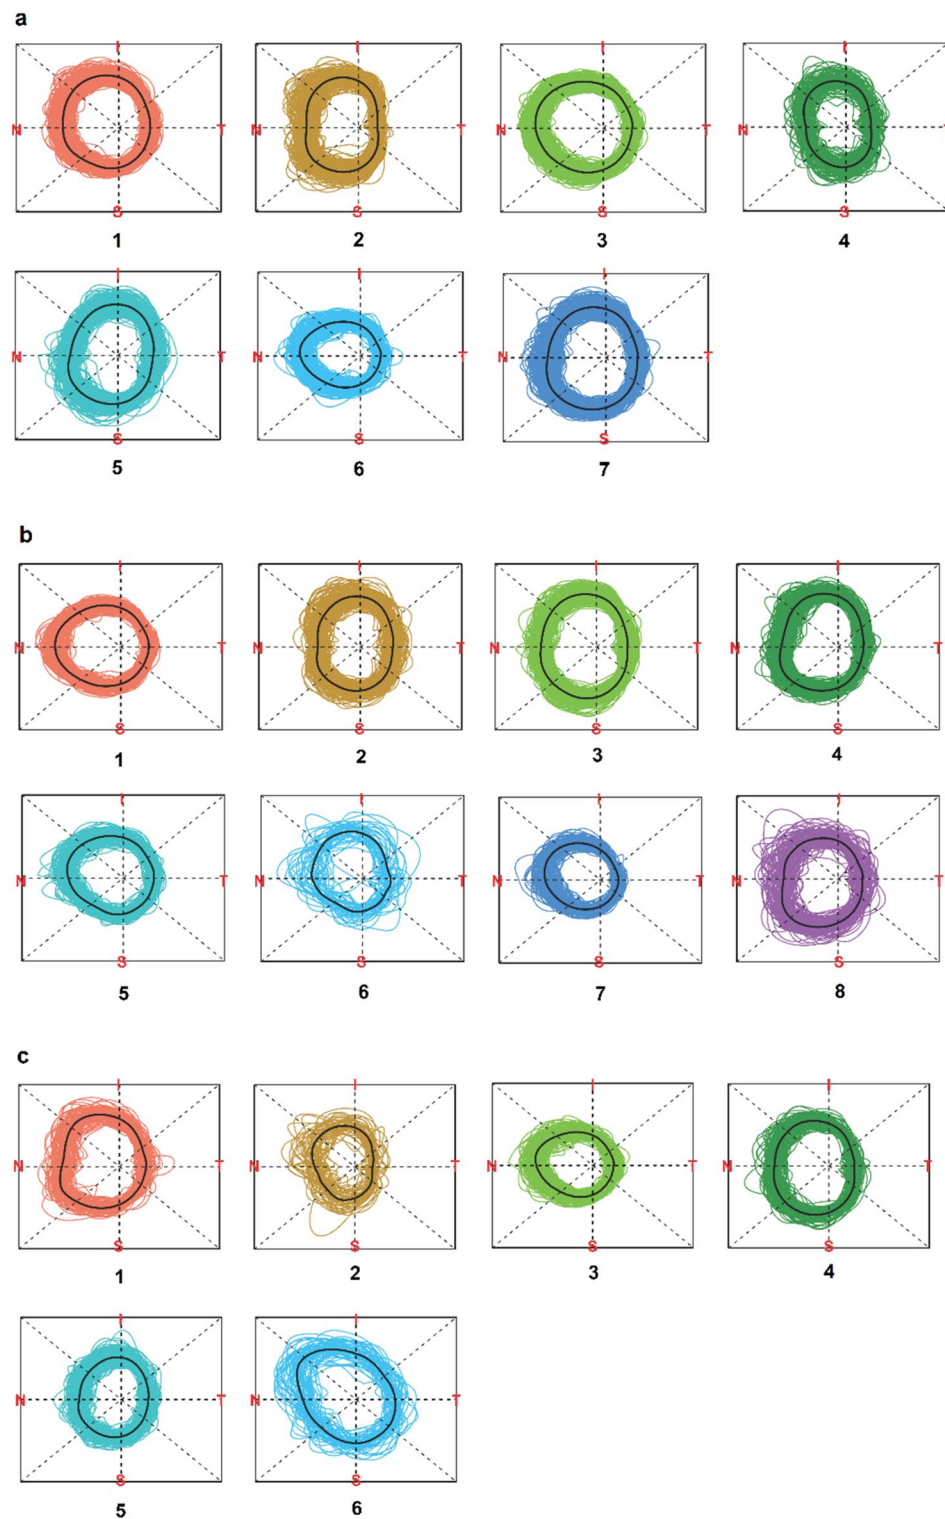 a
I I I I
N T N T N T N
S S S S
1 2 3 4
I I I
N T N T N T
S S S
5 6 7
b
I I I I
N T N T N T N T
S S S S
1 2 3 4
I I I I
N T N T N T N T
S S S S
5 6 7 8
c
I I I I
N T N T N T N T
S S S S
1 2 3 4
I I
N T N T
S S
5 6